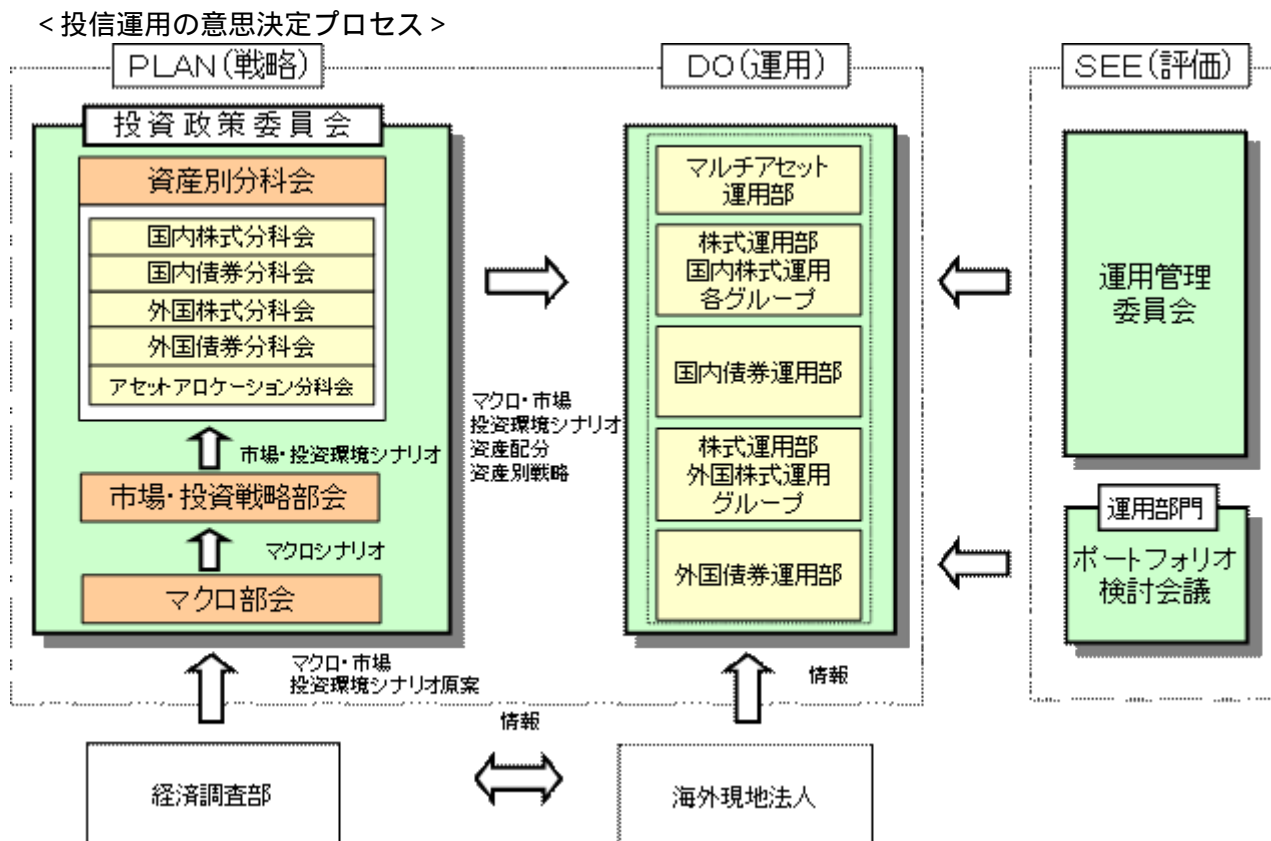 <投信運用の意思決定プロセス>
PLAN(戦略)
投資政策委員会
資産別分科会
国内株式分科会
国内債券分科会
外国株式分科会
外国債券分科会
アセットアロケーション分科会
市場・投資環境シナリオ
市場・投資戦略部会
マクロシナリオ
マクロ部会
マクロ・市場
投資環境シナリオ原案
経済調査部
マクロ・市場
投資環境シナリオ
資産配分
資産別戦略
情報
DO(運用)
マルチアセット
運用部
株式運用部
国内株式運用
各グループ
国内債券運用部
株式運用部
外国株式運用
グループ
外国債券運用部
情報
海外現地法人
SEE(評価)
運用管理
委員会
運用部門
ポートフォリオ
検討会議